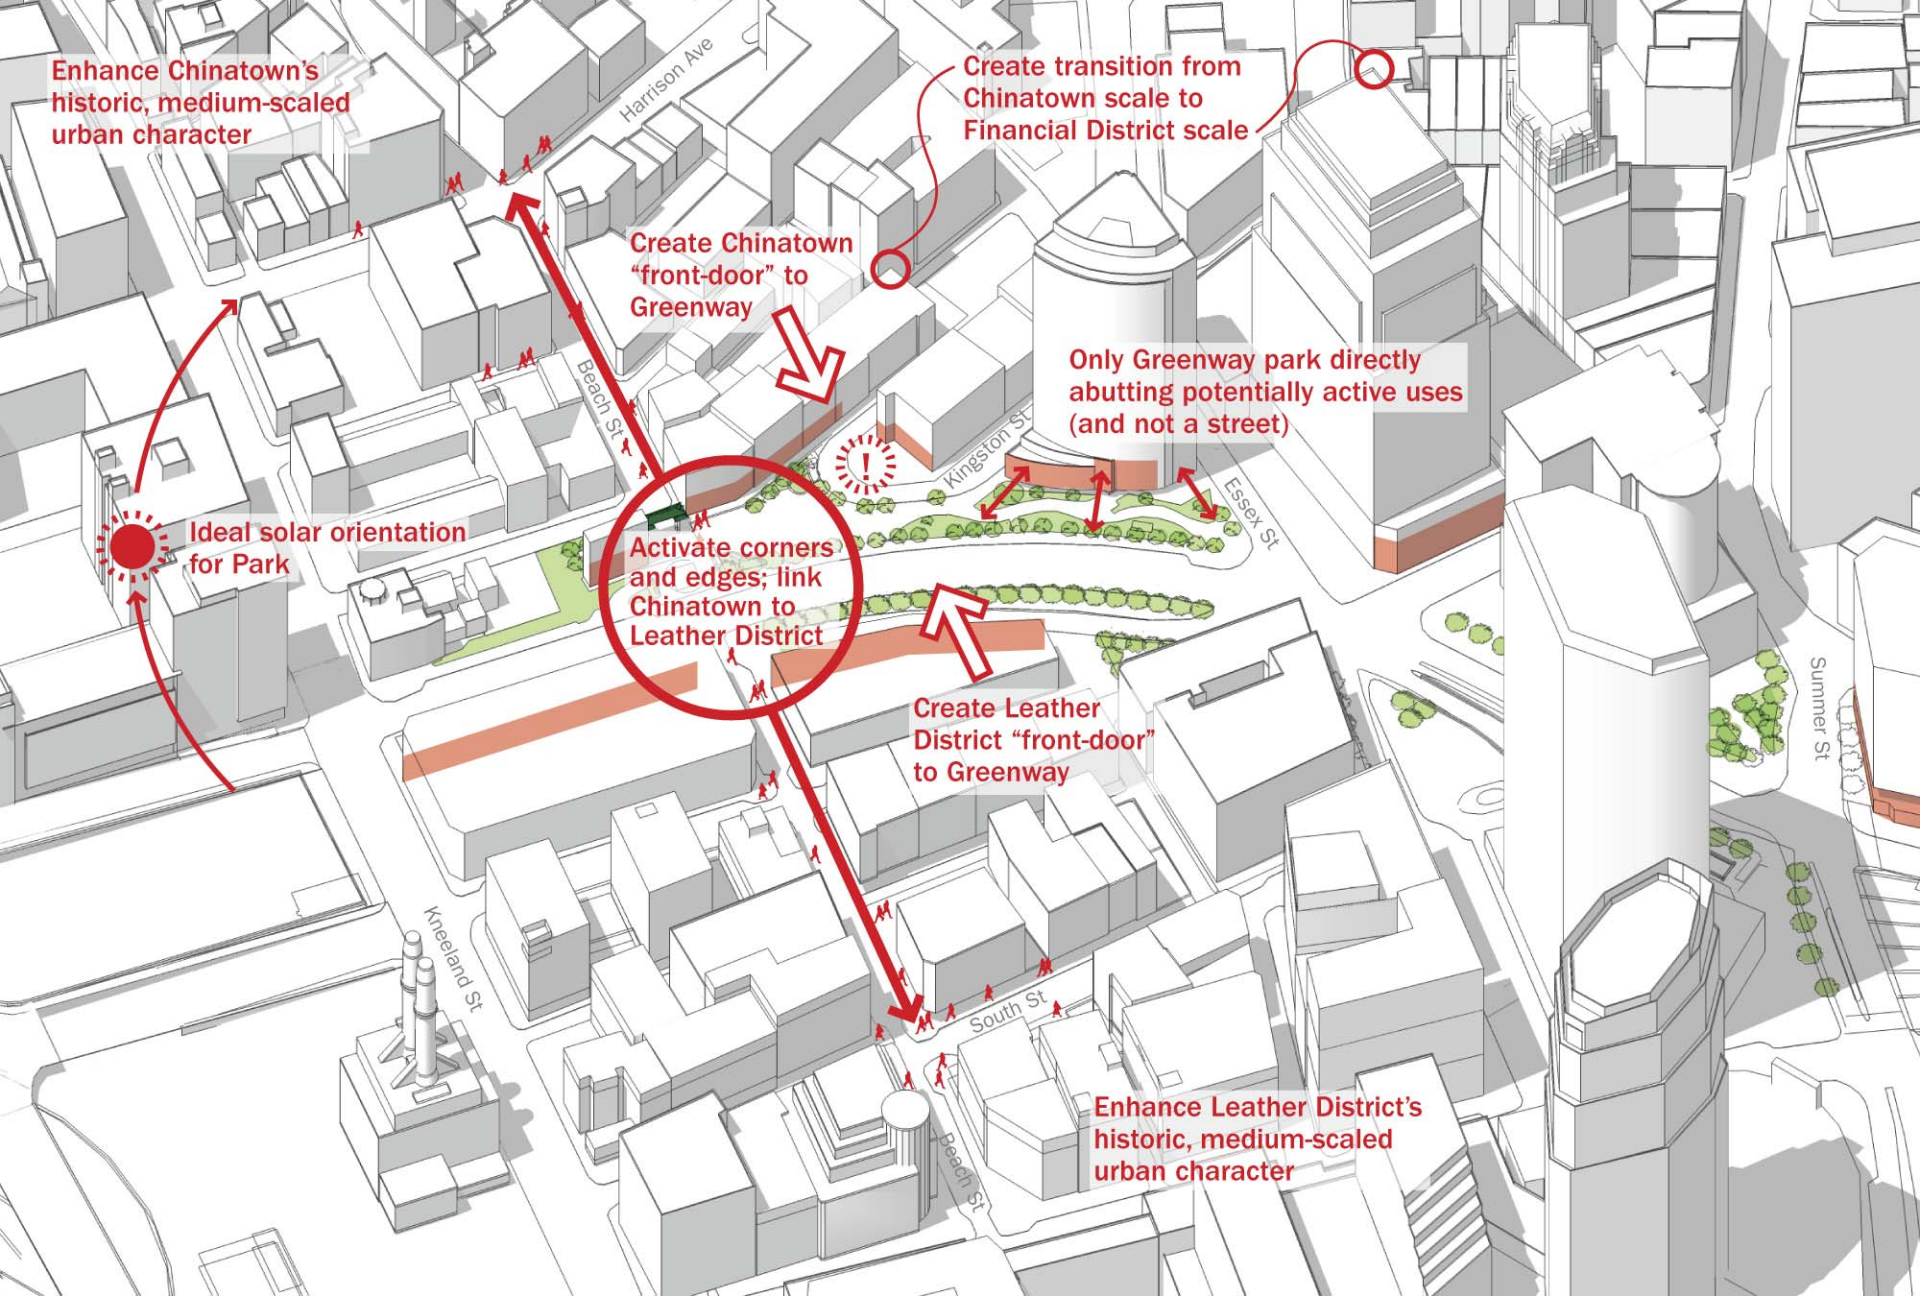 Enhance Chinatown's
historic, medium-scaled
urban character
Harrison Ave
Create transition from
Chinatown scale to
Financial District scale
Create Chinatown
“front-door” to
Greenway
Only Greenway park directly
abutting potentially active uses
(and not a street)
Beach St
!
Kingston St
Essex St
Ideal solar orientation
for Park
Activate corners
and edges; link
Chinatown to
Leather District
Create Leather
District “front-door”
to Greenway
Summer St
Kneeland St
South St
Enhance Leather District's
historic, medium-scaled
urban character
Beach St